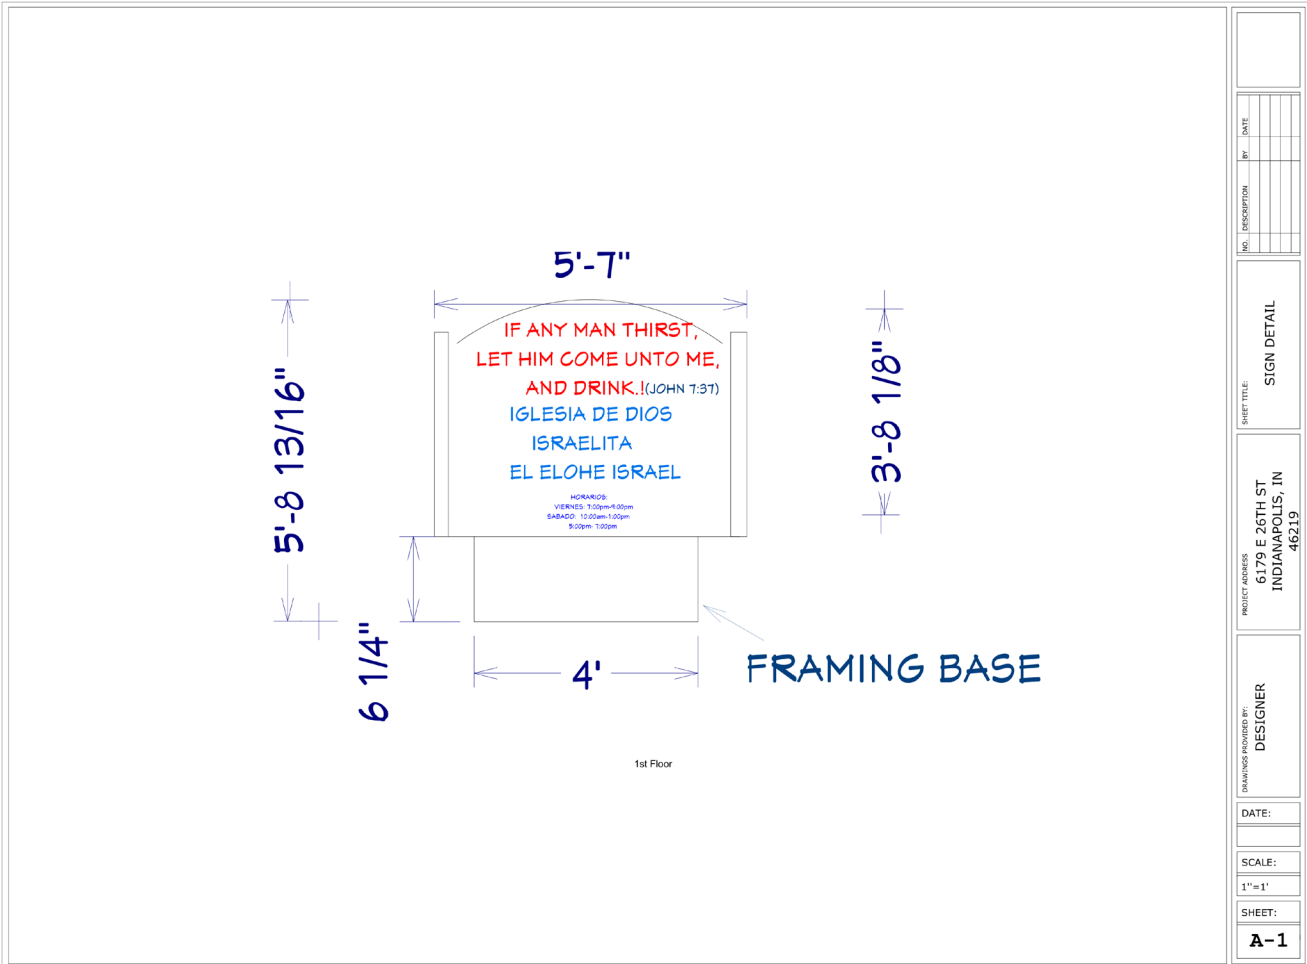 5'-7"
5'-8 13/16"
3'-8 1/8"
IF ANY MAN THIRST,
LET HIM COME UNTO ME,
AND DRINK.!(JOHN 7:37)
IGLESIA DE DIOS
ISRAELITA
EL ELOHE ISRAEL
HORARIOS:
VIERNES: 7:00pm-9:00pm
SABADO: 10:00am-1:00pm
5:00pm- 7:00pm
6 1/4"
4'
FRAMING BASE
1st Floor
NO. DESCRIPTION BY DATE
SHEET TITLE:
SIGN DETAIL
PROJECT ADDRESS
6179 E 26TH ST
INDIANAPOLIS, IN
46219
DRAWINGS PROVIDED BY:
DESIGNER
DATE:
SCALE:
1"=1'
SHEET:
A-1